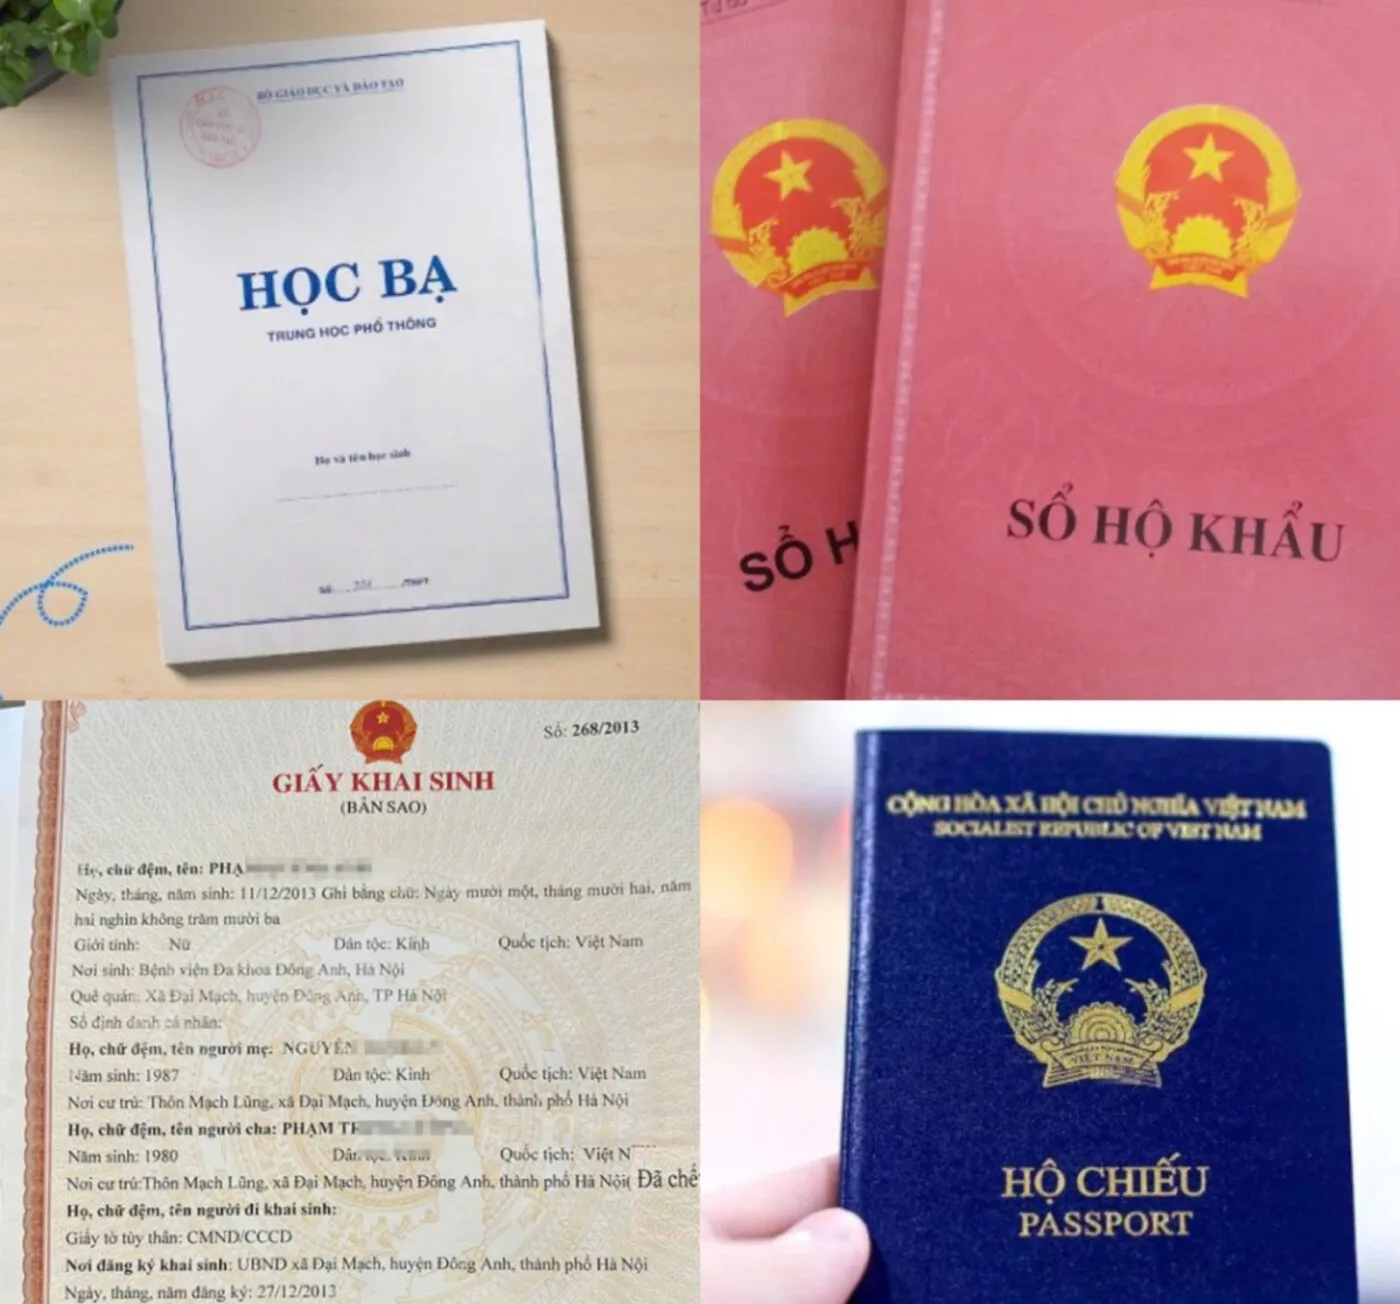 BỘ GIÁO DỤC VÀ ĐÀO TẠO
HỌC BẠ
TRUNG HỌC PHỔ THÔNG
Họ và tên học sinh
Số /THPT
SỔ H
SỔ HỘ KHẨU
Số: 268/2013
GIẤY KHAI SINH
(BẢN SAO)
Họ, chữ đệm, tên: PHẠ
Ngày, tháng, năm sinh: 11/12/2013 Ghi bằng chữ: Ngày mười một, tháng mười hai, năm
hai nghìn không trăm mười ba
Giới tính: Nữ Dân tộc: Kinh Quốc tịch: Việt Nam
Nơi sinh: Bệnh viện Đa khoa Đông Anh, Hà Nội
Quê quán: Xã Đại Mạch, huyện Đông Anh, TP Hà Nội
Số định danh cá nhân:
Họ, chữ đệm, tên người mẹ: NGUYỄN
Năm sinh: 1987 Dân tộc: Kinh Quốc tịch: Việt Nam
Nơi cư trú: Thôn Mạch Lũng, xã Đại Mạch, huyện Đông Anh, thành phố Hà Nội
Họ, chữ đệm, tên người cha: PHẠM
Năm sinh: 1980 Dân tộc: Kinh Quốc tịch: Việt N
Nơi cư trú:Thôn Mạch Lũng, xã Đại Mạch, huyện Đông Anh, thành phố Hà Nội( Đã chế
Họ, chữ đệm, tên người đi khai sinh:
Giấy tờ tùy thân: CMND/CCCD
Nơi đăng ký khai sinh: UBND xã Đại Mạch, huyện Đông Anh, thành phố Hà Nội
Ngày, tháng, năm đăng ký: 27/12/2013
CỘNG HÒA XÃ HỘI CHỦ NGHĨA VIỆT NAM
SOCIALIST REPUBLIC OF VIET NAM
VIỆT NAM
HỘ CHIẾU
PASSPORT